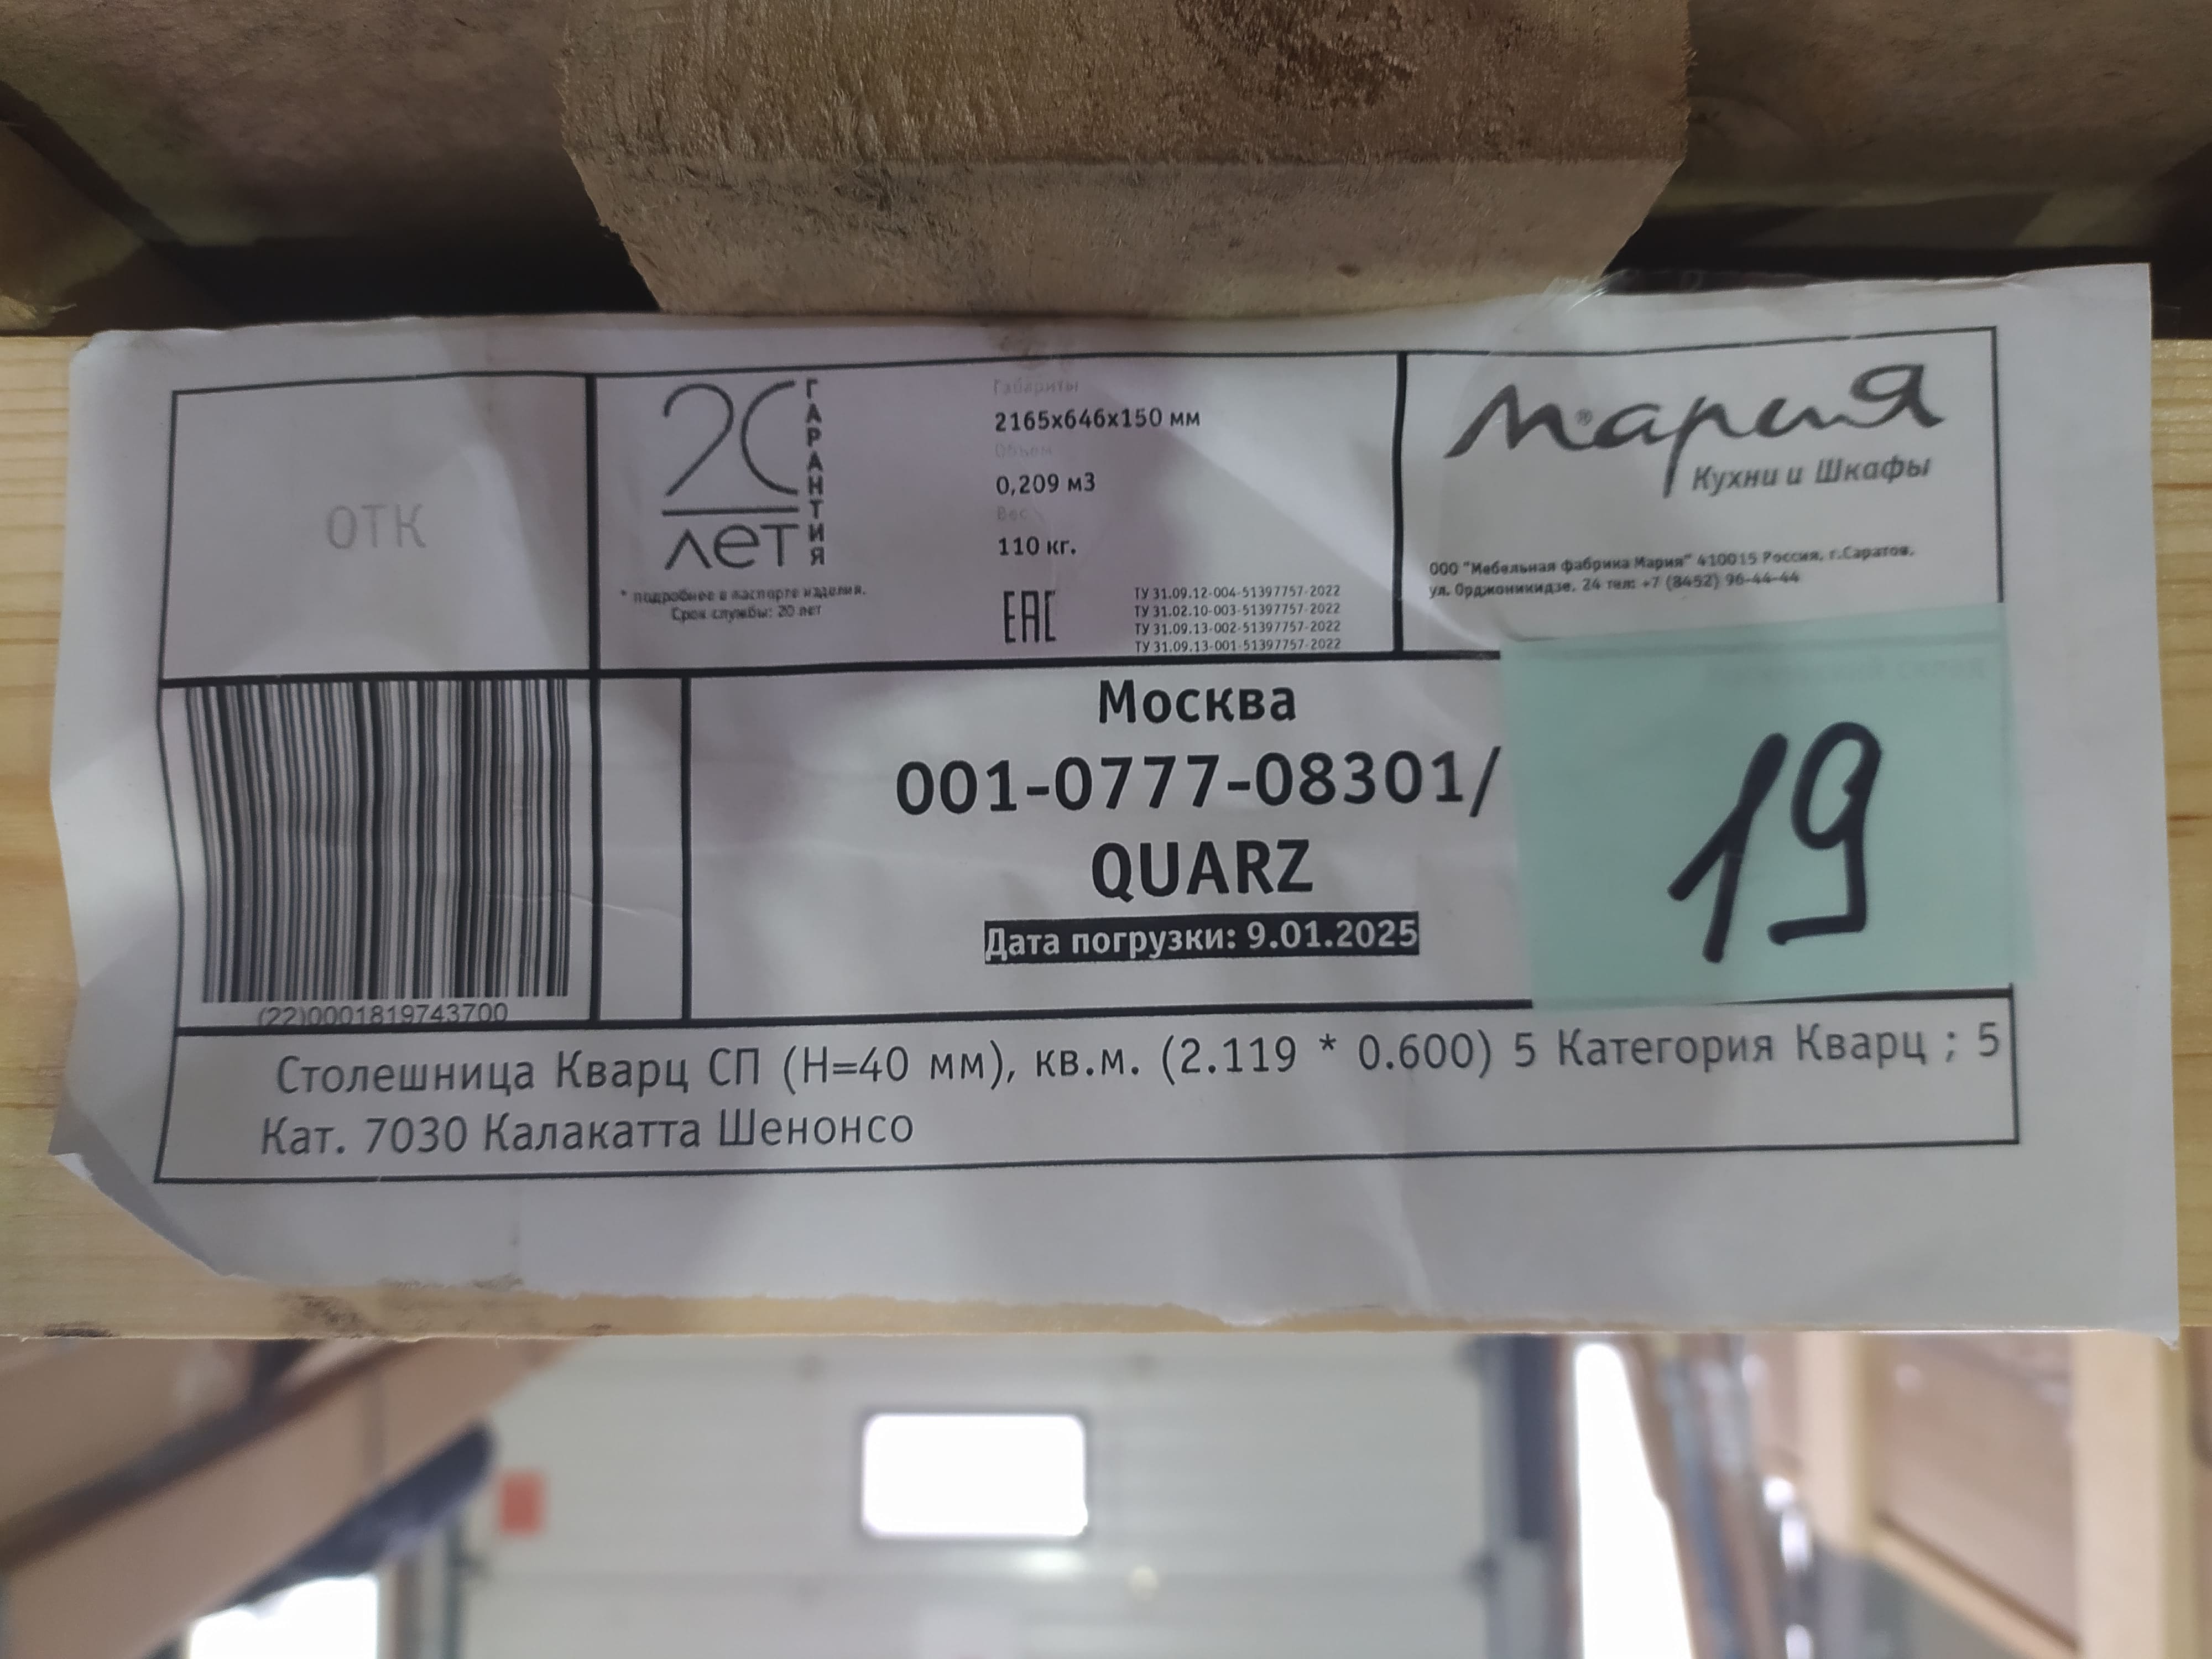 ОТК
20
лет
ГАРАНТИЯ
* подробнее в паспорте изделия.
Срок службы: 20 лет
Габариты
2165x646x150 мм
Объем
0,209 м3
Вес
110 кг.
EAC
ТУ 31.09.12-004-51397757-2022
ТУ 31.02.10-003-51397757-2022
ТУ 31.09.13-002-51397757-2022
ТУ 31.09.13-001-51397757-2022
Мария®
Кухни и Шкафы
ООО "Мебельная фабрика Мария" 410015 Россия, г.Саратов,
ул. Орджоникидзе, 24 тел: +7 (8452) 96-44-44
(22)0001819743700
Москва
001-0777-08301/
QUARZ
Дата погрузки: 9.01.2025
19
Столешница Кварц СП (Н=40 мм), кв.м. (2.119 * 0.600) 5 Категория Кварц ; 5
Кат. 7030 Калакатта Шенонсо